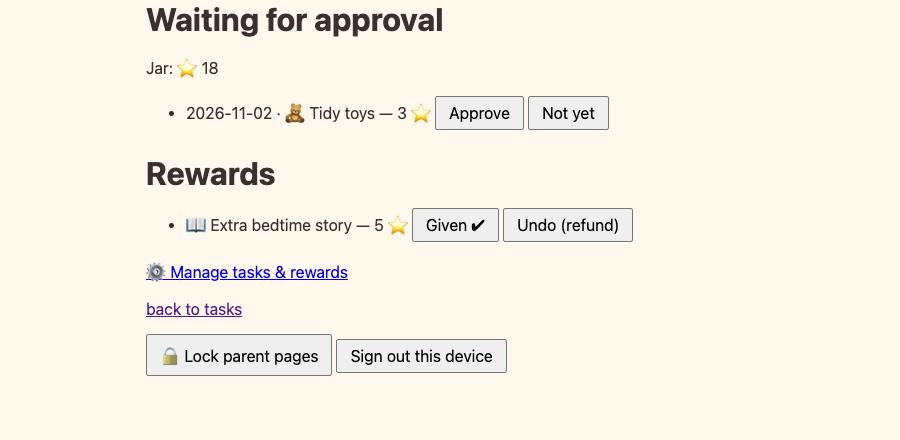 Waiting for approval
Jar: ⭐ 18
• 2026-11-02 · 🧸 Tidy toys — 3 ⭐ Approve Not yet
Rewards
• 📖 Extra bedtime story — 5 ⭐ Given ✔ Undo (refund)
⚙️ Manage tasks & rewards
back to tasks
🔒 Lock parent pages Sign out this device